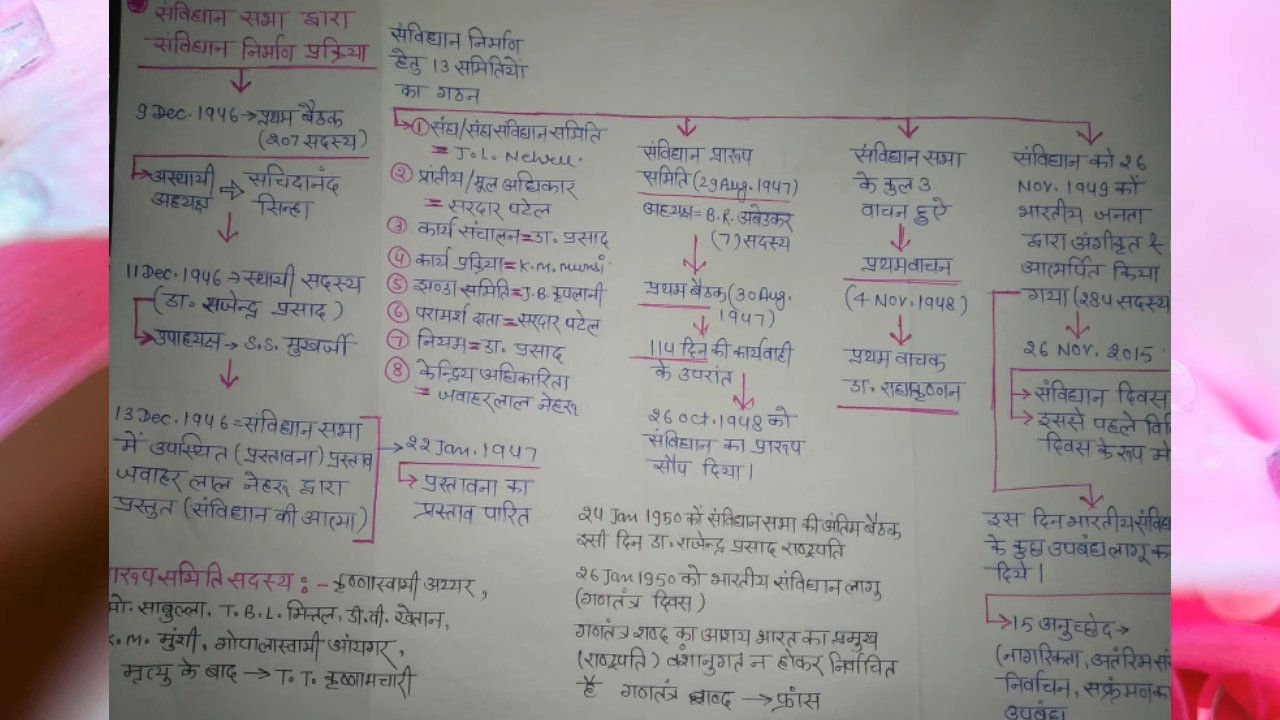 संविधान सभा द्वारा
संविधान निर्माण प्रक्रिया
9 Dec. 1946 → प्रथम बैठक
(207 सदस्य)
अस्थायी ⇒ सचिदानंद
अध्यक्ष सिन्हा
11 Dec. 1946 → स्थायी सदस्य
(डा. राजेन्द्र प्रसाद)
उपाध्यक्ष → S.S. मुखर्जी
13 Dec. 1946 = संविधान सभा
में उपस्थित (प्रस्तावना) प्रस्ताव
जवाहर लाल नेहरू द्वारा
प्रस्तुत (संविधान की आत्मा)
→ 22 Jan. 1947
प्रस्तावना का
प्रस्ताव पारित
संविधान निर्माण
हेतु 13 समितियों
का गठन
① संघ/संघ संविधान समिति
= J.L. Nehru.
② प्रांतीय/मूल अधिकार
= सरदार पटेल
③ कार्य संचालन = डा. प्रसाद
④ कार्य प्रक्रिया = K.M. munsi
⑤ झण्डा समिति = J.B. कृपलानी
⑥ परामर्श दाता = सरदार पटेल
⑦ नियम = डा. प्रसाद
⑧ केन्द्रिय अधिकारिता
= जवाहरलाल नेहरू
संविधान प्रारूप
समिति (29 Aug. 1947)
अध्यक्ष = B.R. अंबेडकर
(7) सदस्य
प्रथम बैठक (30 Aug.
1947)
114 दिन की कार्यवाही
के उपरांत
26 Oct. 1948 को
संविधान का प्रारूप
सौप दिया।
संविधान सभा
के कुल 3
वाचन हुऐ
प्रथम वाचन
(4 Nov. 1948)
प्रथम वाचक
डा. राधाकृष्णन
संविधान को 26
Nov. 1949 को
भारतीय जनता
द्वारा अंगीकृत व
आत्मर्पित किया
गया (284 सदस्य
26 Nov. 2015
→ संविधान दिवस
→ इससे पहले वि
दिवस के रूप मे
इस दिन भारतीय संविध
के कुछ उपबंध लागू क
दिये।
→ 15 अनुच्छेद →
(नागरिकता, अंतरिम सं
निर्वाचन, सक्रंमणका
उपबंध
24 Jan 1950 को संविधान सभा की अंतिम बैठक
इसी दिन डा. राजेन्द्र प्रसाद राष्ट्रपति
26 Jan 1950 को भारतीय संविधान लागू
(गणतंत्र दिवस)
गणतंत्र शब्द का आशय भारत का प्रमुख
(राष्ट्रपति) वंशानुगत न होकर निर्वाचित
है गणतंत्र शब्द → फ्रांस
ारूप समिति सदस्य : - कृष्णास्वामी अय्यर,
मो. सादुल्ला, T.B.L. मित्तल, डी.वी. खेतान,
K.M. मुंशी, गोपालास्वामी आंयगर,
मृत्यु के बाद → T.T. कृष्णामचारी